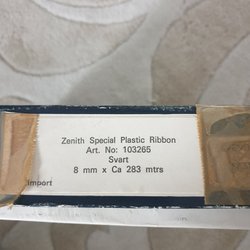 Zenith Special Plastic Ribbon
Art. No: 103265
Svart
8 mm x Ca 283 mtrs
import